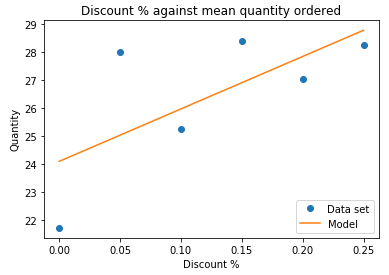 Discount % against mean quantity ordered
Quantity
29
28
27
26
25
24
23
22
0.00
0.05
0.10
0.15
0.20
0.25
Discount %
Data set
Model